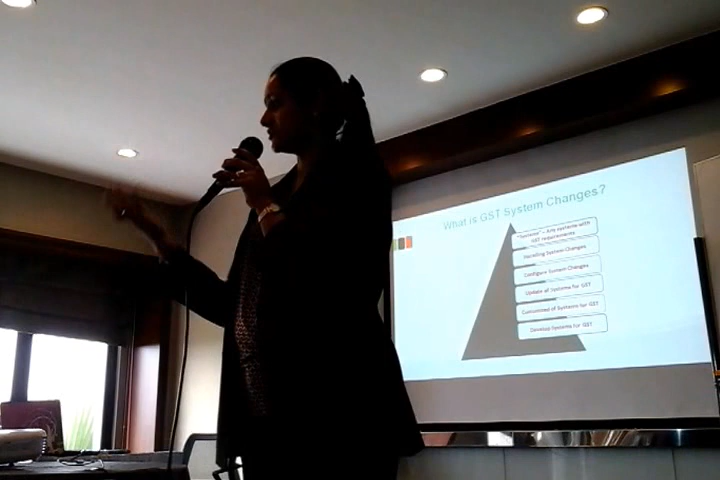 What is GST System Changes?
"Survivor" – Any systems with
GST requirements
Handling System Changes
Configure System Changes
Update of Systems for GST
Customized of Systems for GST
Develop Systems for GST